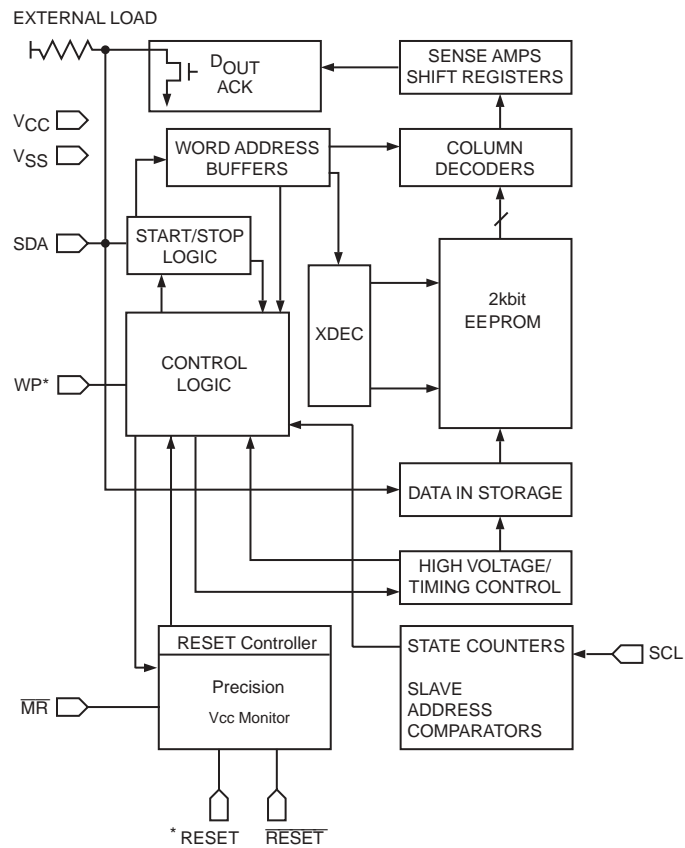 EXTERNAL LOAD
DOUT
ACK
SENSE AMPS
SHIFT REGISTERS
VCC
VSS
WORD ADDRESS
BUFFERS
COLUMN
DECODERS
SDA
START/STOP
LOGIC
2kbit
EEPROM
XDEC
CONTROL
LOGIC
WP*
DATA IN STORAGE
HIGH VOLTAGE/
TIMING CONTROL
RESET Controller
STATE COUNTERS
SCL
Precision
Vcc Monitor
SLAVE
ADDRESS
COMPARATORS
MR
* RESET
RESET